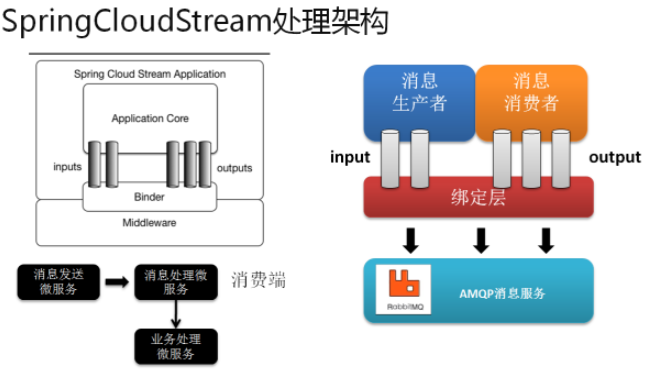 SpringCloudStream处理架构
Spring Cloud Stream Application
Application Core
inputs
outputs
Binder
Middleware
消息发送
微服务
消息处理微
服务
消费端
业务处理
微服务
消息
生产者
消息
消费者
input
output
绑定层
RabbitMQ
AMQP消息服务